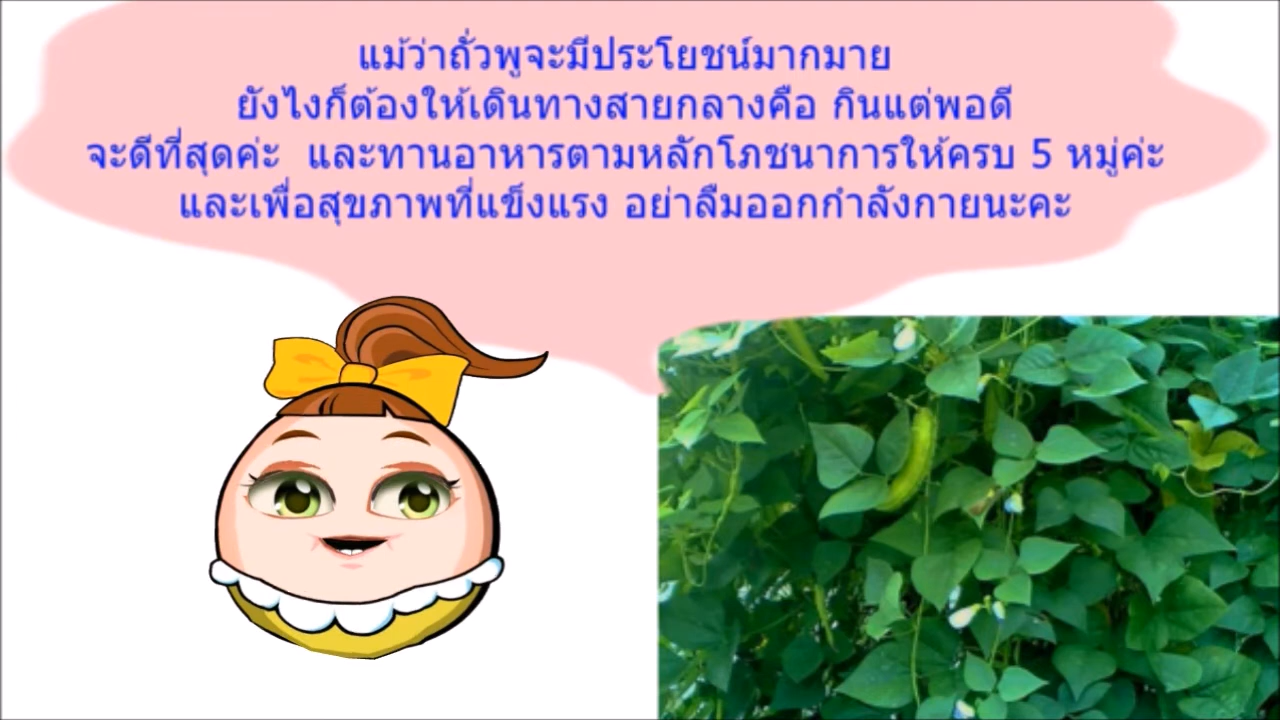 แม้ว่าถั่วพูจะมีประโยชน์มากมาย
ยังไงก็ต้องให้เดินทางสายกลางคือ กินแต่พอดี
จะดีที่สุดค่ะ และทานอาหารตามหลักโภชนาการให้ครบ 5 หมู่ค่ะ
และเพื่อสุขภาพที่แข็งแรง อย่าลืมออกกำลังกายนะคะ